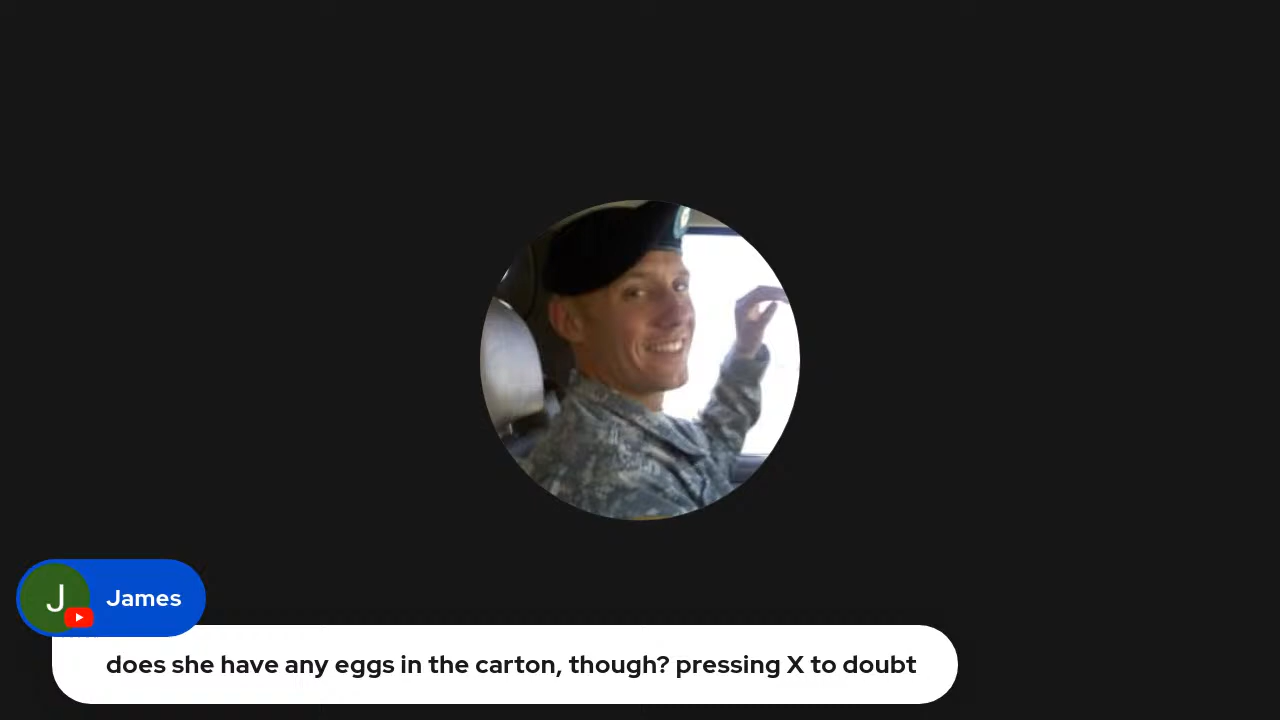 J
James
does she have any eggs in the carton, though? pressing X to doubt